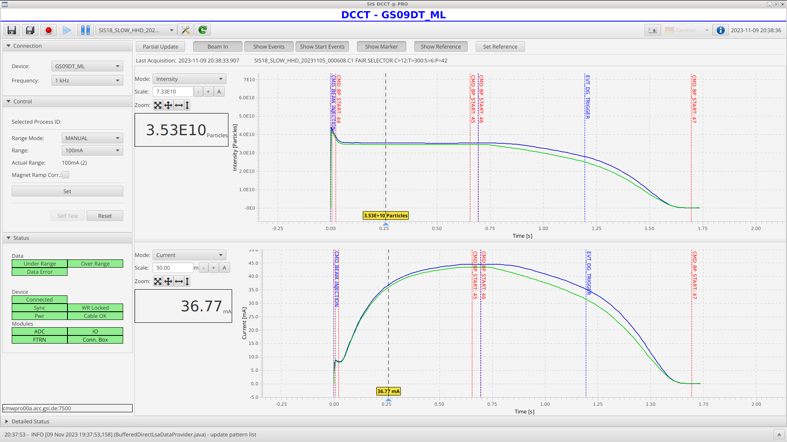 SIS DCCT @ PRO
DCCT - GS09DT_ML
SIS18_SLOW_HHD_202...
2023-11-09 20:38:36
Connection
Device: GS09DT_ML
Frequency: 1 kHz
Control
Selected Process ID:
Range Mode: MANUAL
Range: 100mA
Actual Range: 100mA (2)
Magnet Ramp Corr.:
Set
Self Test Reset
Status
Data
Under Range Over Range
Data Error
Device
Connected
Sync WR Locked
Pwr Cable OK
Modules
ADC IO
FTRN Conn. Box
cmwpro00a.acc.gsi.de:7500
Detailed Status
Partial Update Beam In Show Events Show Start Events Show Marker Show Reference Set Reference
Last Acquisition: 2023-11-09 20:38:33.907 SIS18_SLOW_HHD_20231105_000608.C1 FAIR.SELECTOR.C=12:T=300:S=6:P=42
Mode: Intensity
Scale: 7.33E10 - + A
Zoom:
3.53E10 Particles
Intensity [Particles]
7E10
6.0E10
5.0E10
4.0E10
3.0E10
2.0E10
1.0E10
-0E0
CMD_BEAM_INJECTION
CMD_BP_START: 44
CMD_BP_START: 45
CMD_BP_START: 46
EVT_DG_TRIGGER
CMD_BP_START: 47
3.53E+10 Particles
-0.25 0.00 0.25 0.50 0.75 1.00 1.25 1.50 1.75 2.00
Time [s]
Mode: Current
Scale: 50.00 m - + A
Zoom:
36.77 mA
Current [mA]
50.0
45.0
40.0
35.0
30.0
25.0
20.0
15.0
10.0
5.0
0.0
-5.0
CMD_BEAM_INJECTION
CMD_BP_START: 45
CMD_BP_START: 46
EVT_DG_TRIGGER
CMD_BP_START: 47
36.77 mA
-0.25 0.00 0.25 0.50 0.75 1.00 1.25 1.50 1.75 2.00
Time [s]
20:37:53 - INFO [09 Nov 2023 19:37:53,158] (BufferedDirectLsaDataProvider.java) - update pattern list